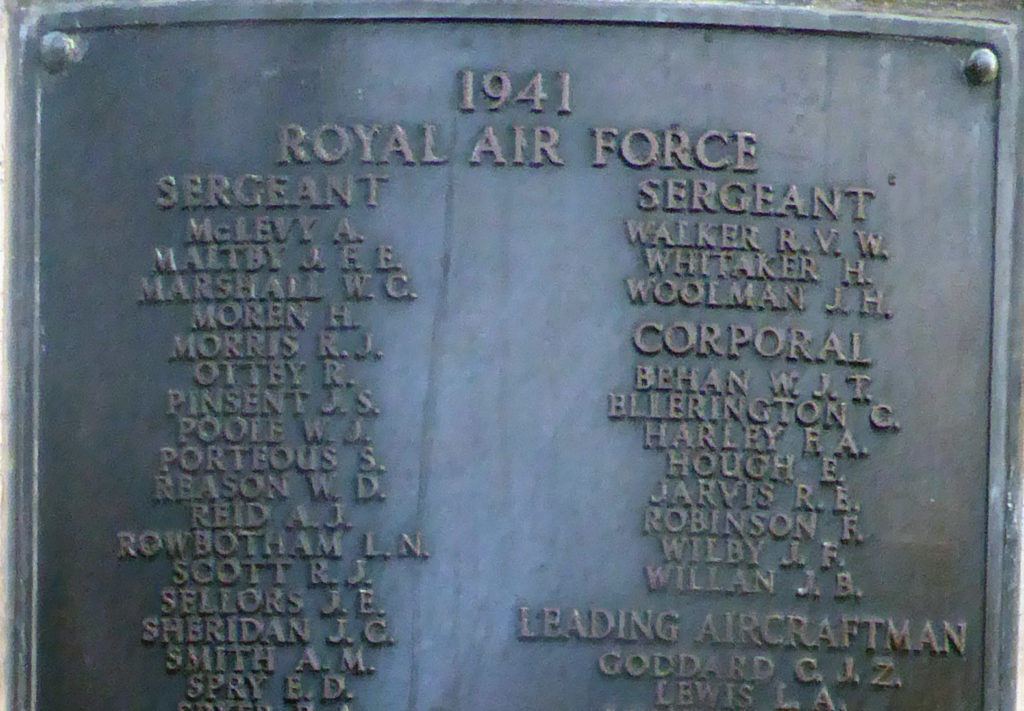 1941
ROYAL AIR FORCE
SERGEANT
McLEVY A.
MALTBY J. F. E.
MARSHALL W. C.
MOREN H.
MORRIS R. J.
OTTEY R.
PINSENT J. S.
POOLE W. J.
PORTEOUS S.
REASON W. D.
REID A. J.
ROWBOTHAM L. N.
SCOTT R. J.
SELLORS J. E.
SHERIDAN J. G.
SMITH A. M.
SPRY E. D.
SERGEANT
WALKER R. V. W.
WHITAKER H.
WOOLMAN J. H.
CORPORAL
BEHAN W. J. T.
ELLERINGTON G.
HARLEY F. A.
HOUGH E.
JARVIS R. E.
ROBINSON F.
WILBY J. F.
WILLAN J. B.
LEADING AIRCRAFTMAN
GODDARD C. J. Z.
LEWIS L. A.